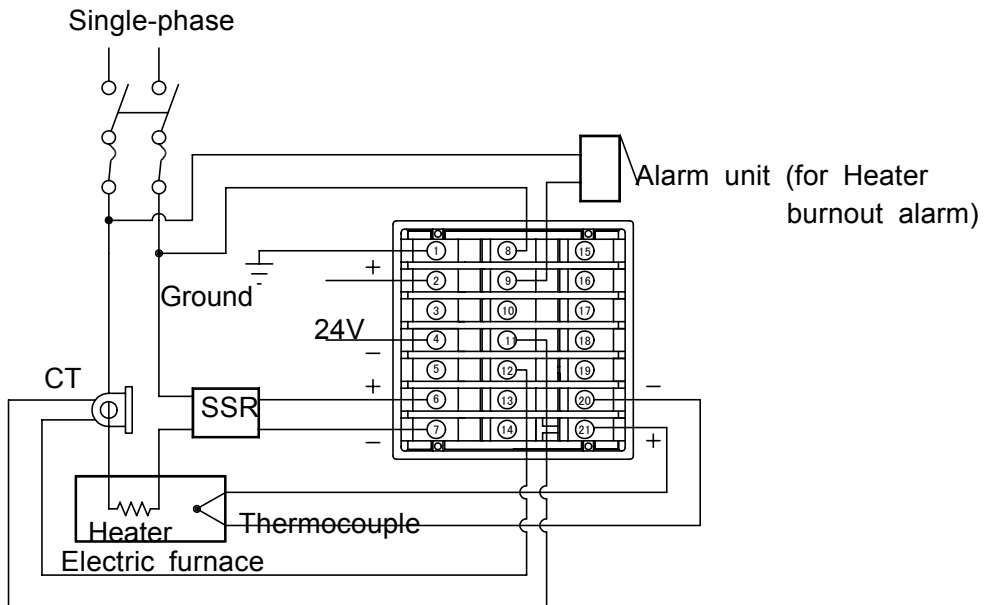 Single-phase
Alarm unit (for Heater
burnout alarm)
1 8 15
+
2 9 16
Ground
3 10 17
24V
4 11 18
−
CT
5 12 19
+ −
SSR
6 13 20
7 14 21
− +
Heater
Thermocouple
Electric furnace